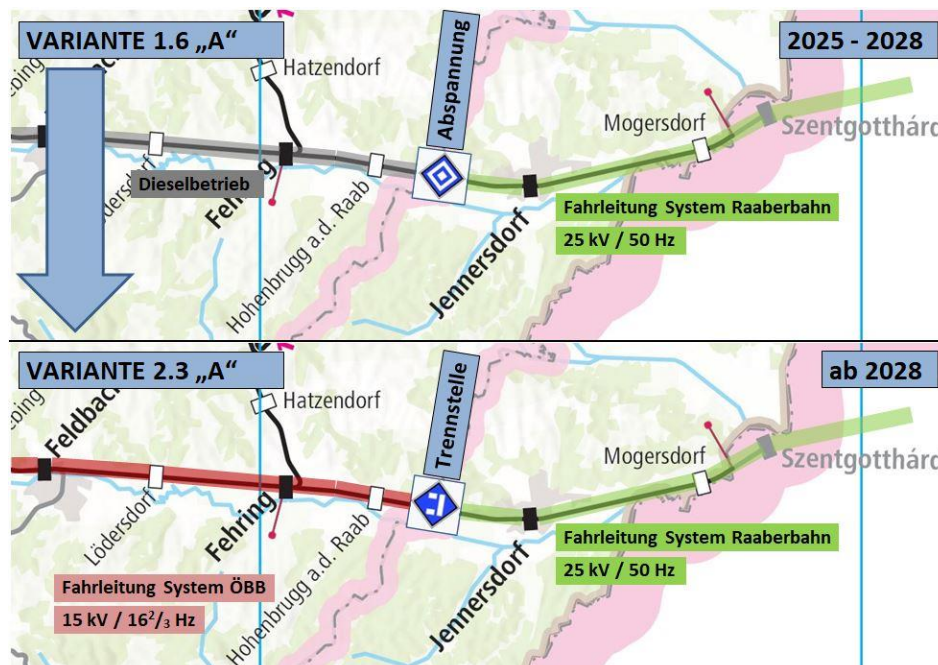 VARIANTE 1.6 „A“
2025 - 2028
Hatzendorf
Abspannung
Mogersdorf
Szentgotthárd
Dieselbetrieb
Hohenbrugg a.d. Raab
Jennersdorf
Fahrleitung System Raaberbahn
25 kV / 50 Hz
VARIANTE 2.3 „A“
ab 2028
Feldbach
Hatzendorf
Trennstelle
Mogersdorf
Szentgotthárd
Lödersdorf
Fehring
Hohenbrugg a.d. Raab
Jennersdorf
Fahrleitung System Raaberbahn
25 kV / 50 Hz
Fahrleitung System ÖBB
15 kV / 16²/₃ Hz